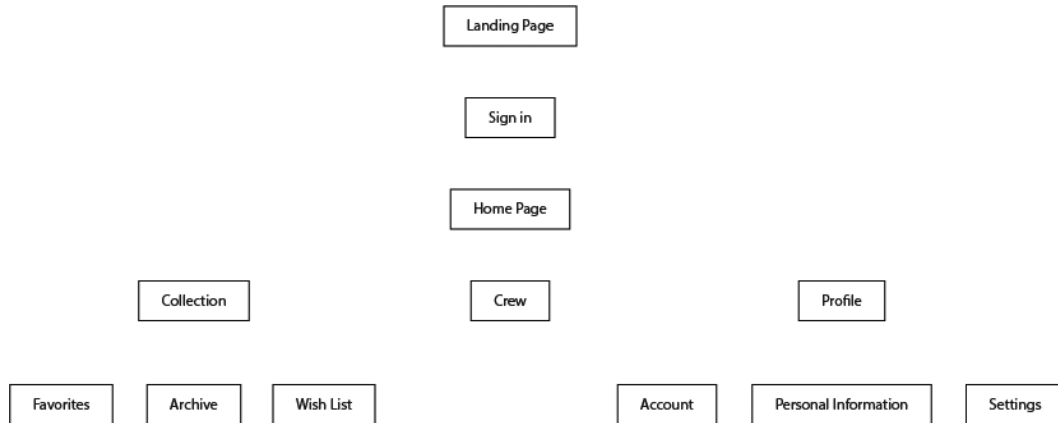 Landing Page
Sign in
Home Page
Collection
Crew
Profile
Favorites
Archive
Wish List
Account
Personal Information
Settings